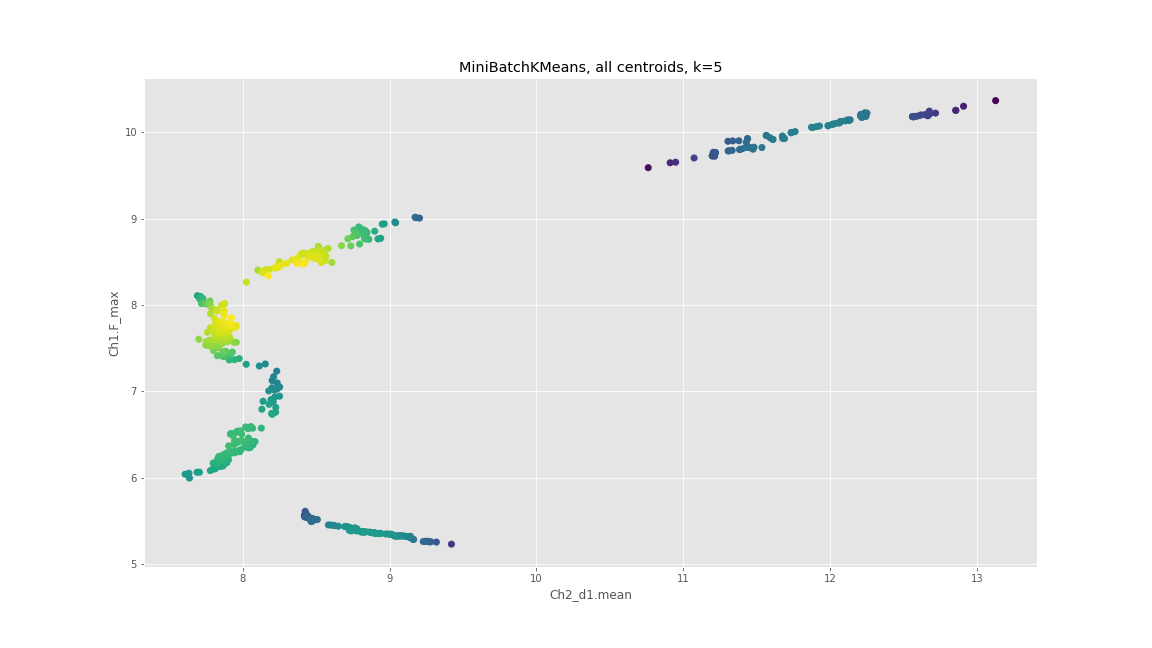 MiniBatchKMeans, all centroids, k=5
10
9
8
7
6
5
Ch1.F_max
8 9 10 11 12 13
Ch2_d1.mean